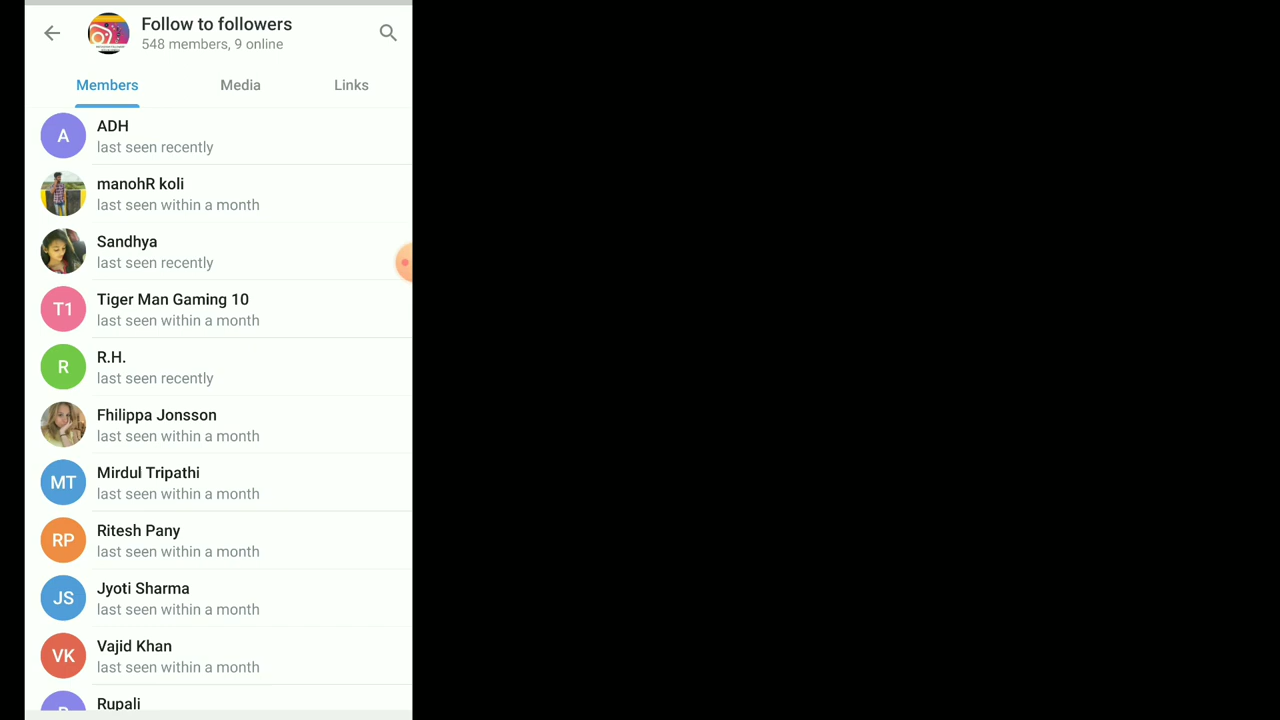 Follow to followers
548 members, 9 online
Members Media Links
A ADH
last seen recently
manohR koli
last seen within a month
Sandhya
last seen recently
T1 Tiger Man Gaming 10
last seen within a month
R R.H.
last seen recently
Fhilippa Jonsson
last seen within a month
MT Mirdul Tripathi
last seen within a month
RP Ritesh Pany
last seen within a month
JS Jyoti Sharma
last seen within a month
VK Vajid Khan
last seen within a month
Rupali